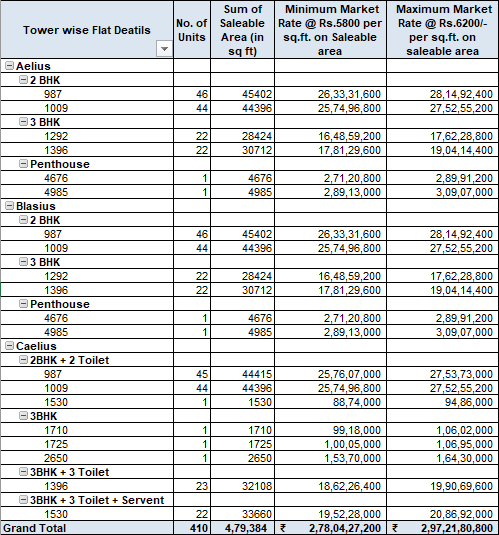 Tower wise Flat Deatils No. of Units Sum of Saleable Area (in sq ft) Minimum Market Rate @ Rs.5800 per sq.ft. on Saleable area Maximum Market Rate @ Rs.6200/- per sq.ft. on saleable area
Aelius
2 BHK
987 46 45402 26,33,31,600 28,14,92,400
1009 44 44396 25,74,96,800 27,52,55,200
3 BHK
1292 22 28424 16,48,59,200 17,62,28,800
1396 22 30712 17,81,29,600 19,04,14,400
Penthouse
4676 1 4676 2,71,20,800 2,89,91,200
4985 1 4985 2,89,13,000 3,09,07,000
Blasius
2 BHK
987 46 45402 26,33,31,600 28,14,92,400
1009 44 44396 25,74,96,800 27,52,55,200
3 BHK
1292 22 28424 16,48,59,200 17,62,28,800
1396 22 30712 17,81,29,600 19,04,14,400
Penthouse
4676 1 4676 2,71,20,800 2,89,91,200
4985 1 4985 2,89,13,000 3,09,07,000
Caelius
2BHK + 2 Toilet
987 45 44415 25,76,07,000 27,53,73,000
1009 44 44396 25,74,96,800 27,52,55,200
1530 1 1530 88,74,000 94,86,000
3BHK
1710 1 1710 99,18,000 1,06,02,000
1725 1 1725 1,00,05,000 1,06,95,000
2650 1 2650 1,53,70,000 1,64,30,000
3BHK + 3 Toilet
1396 23 32108 18,62,26,400 19,90,69,600
3BHK + 3 Toilet + Servent
1530 22 33660 19,52,28,000 20,86,92,000
Grand Total 410 4,79,384 ₹ 2,78,04,27,200 ₹ 2,97,21,80,800